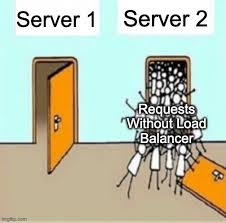 Server 1
Server 2
Requests
Without Load
Balancer
imgflip.com